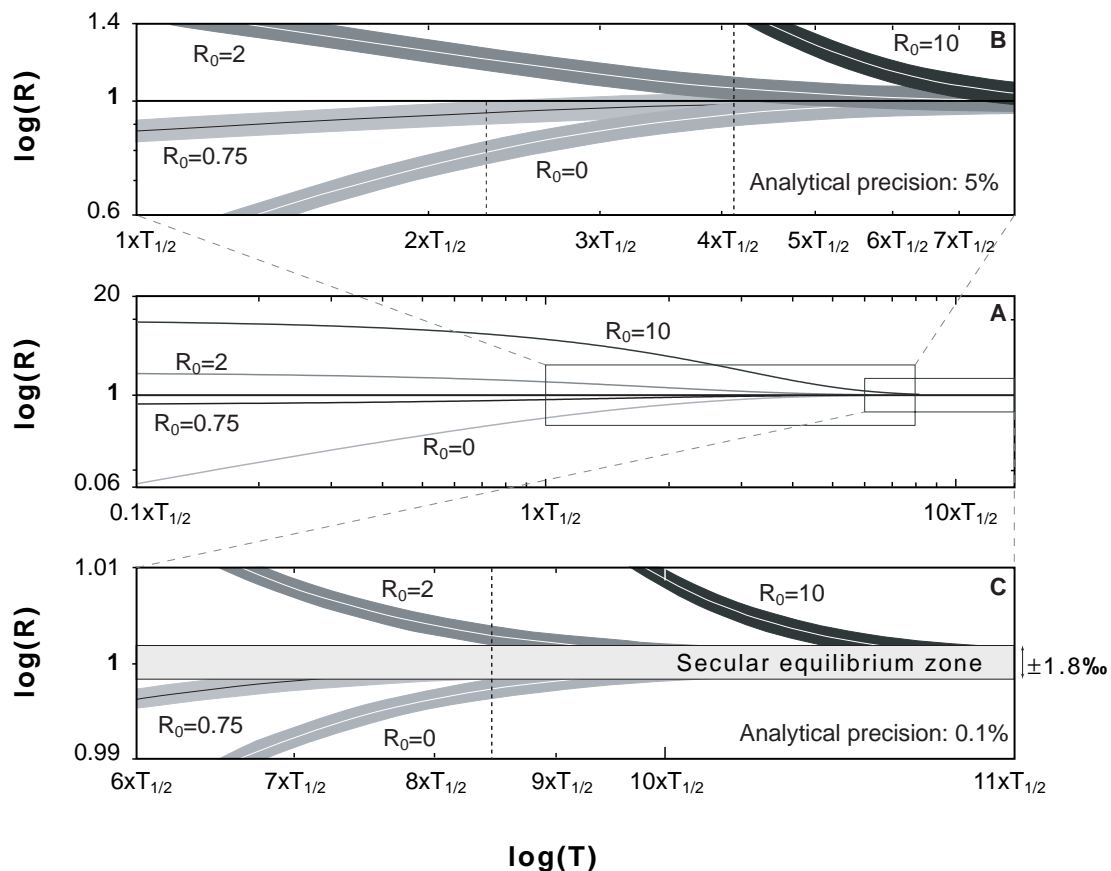 1.4
R0=2
R0=10
B
log(R)
1
R0=0.75
R0=0
Analytical precision: 5%
0.6
1xT1/2
2xT1/2
3xT1/2
4xT1/2
5xT1/2
6xT1/2
7xT1/2
20
A
R0=10
R0=2
log(R)
1
R0=0.75
R0=0
0.06
0.1xT1/2
1xT1/2
10xT1/2
1.01
C
R0=2
R0=10
log(R)
1
Secular equilibrium zone
±1.8‰
R0=0.75
R0=0
Analytical precision: 0.1%
0.99
6xT1/2
7xT1/2
8xT1/2
9xT1/2
10xT1/2
11xT1/2
log(T)